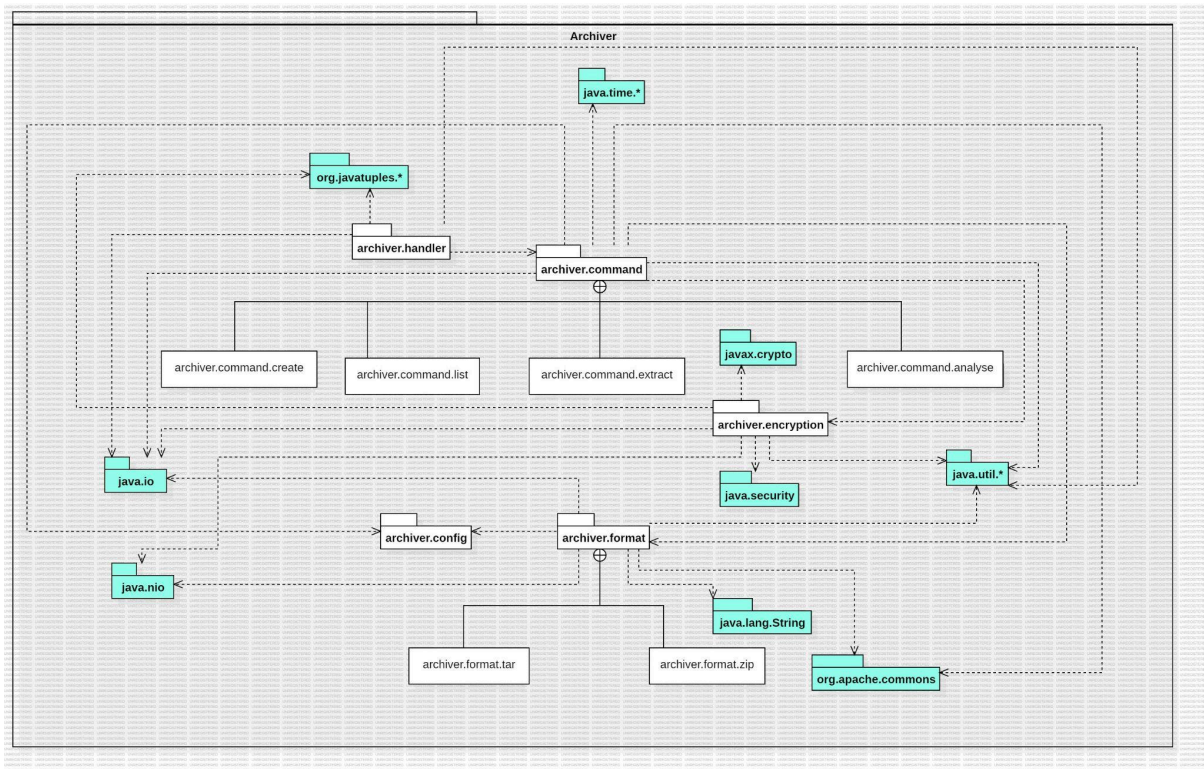 Archiver
java.time.*
org.javatuples.*
archiver.handler
archiver.command
javax.crypto
archiver.command.create
archiver.command.list
archiver.command.extract
archiver.command.analyse
archiver.encryption
java.io
java.security
java.util.*
archiver.config
archiver.format
java.nio
java.lang.String
archiver.format.tar
archiver.format.zip
org.apache.commons